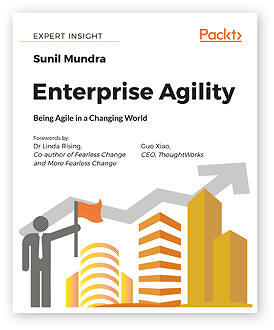 EXPERT INSIGHT
Packt>
Sunil Mundra
Enterprise Agility
Being Agile in a Changing World
Forewords by:
Dr Linda Rising,
Co-author of Fearless Change
and More Fearless Change
Guo Xiao,
CEO, ThoughtWorks